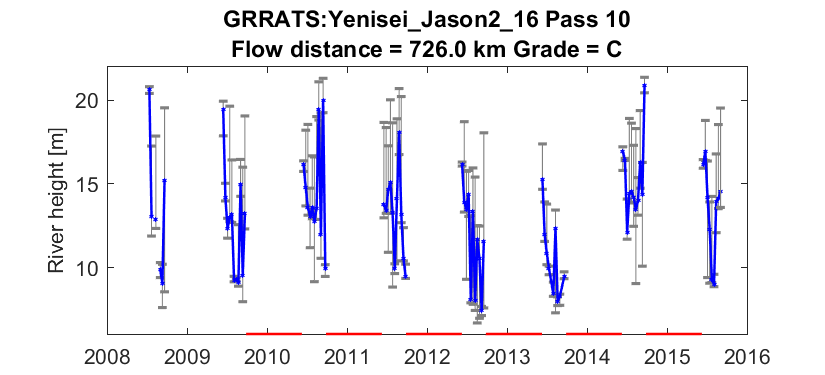 GRRATS:Yenisei_Jason2_16 Pass 10
Flow distance = 726.0 km Grade = C
River height [m]
20
15
10
2008 2009 2010 2011 2012 2013 2014 2015 2016